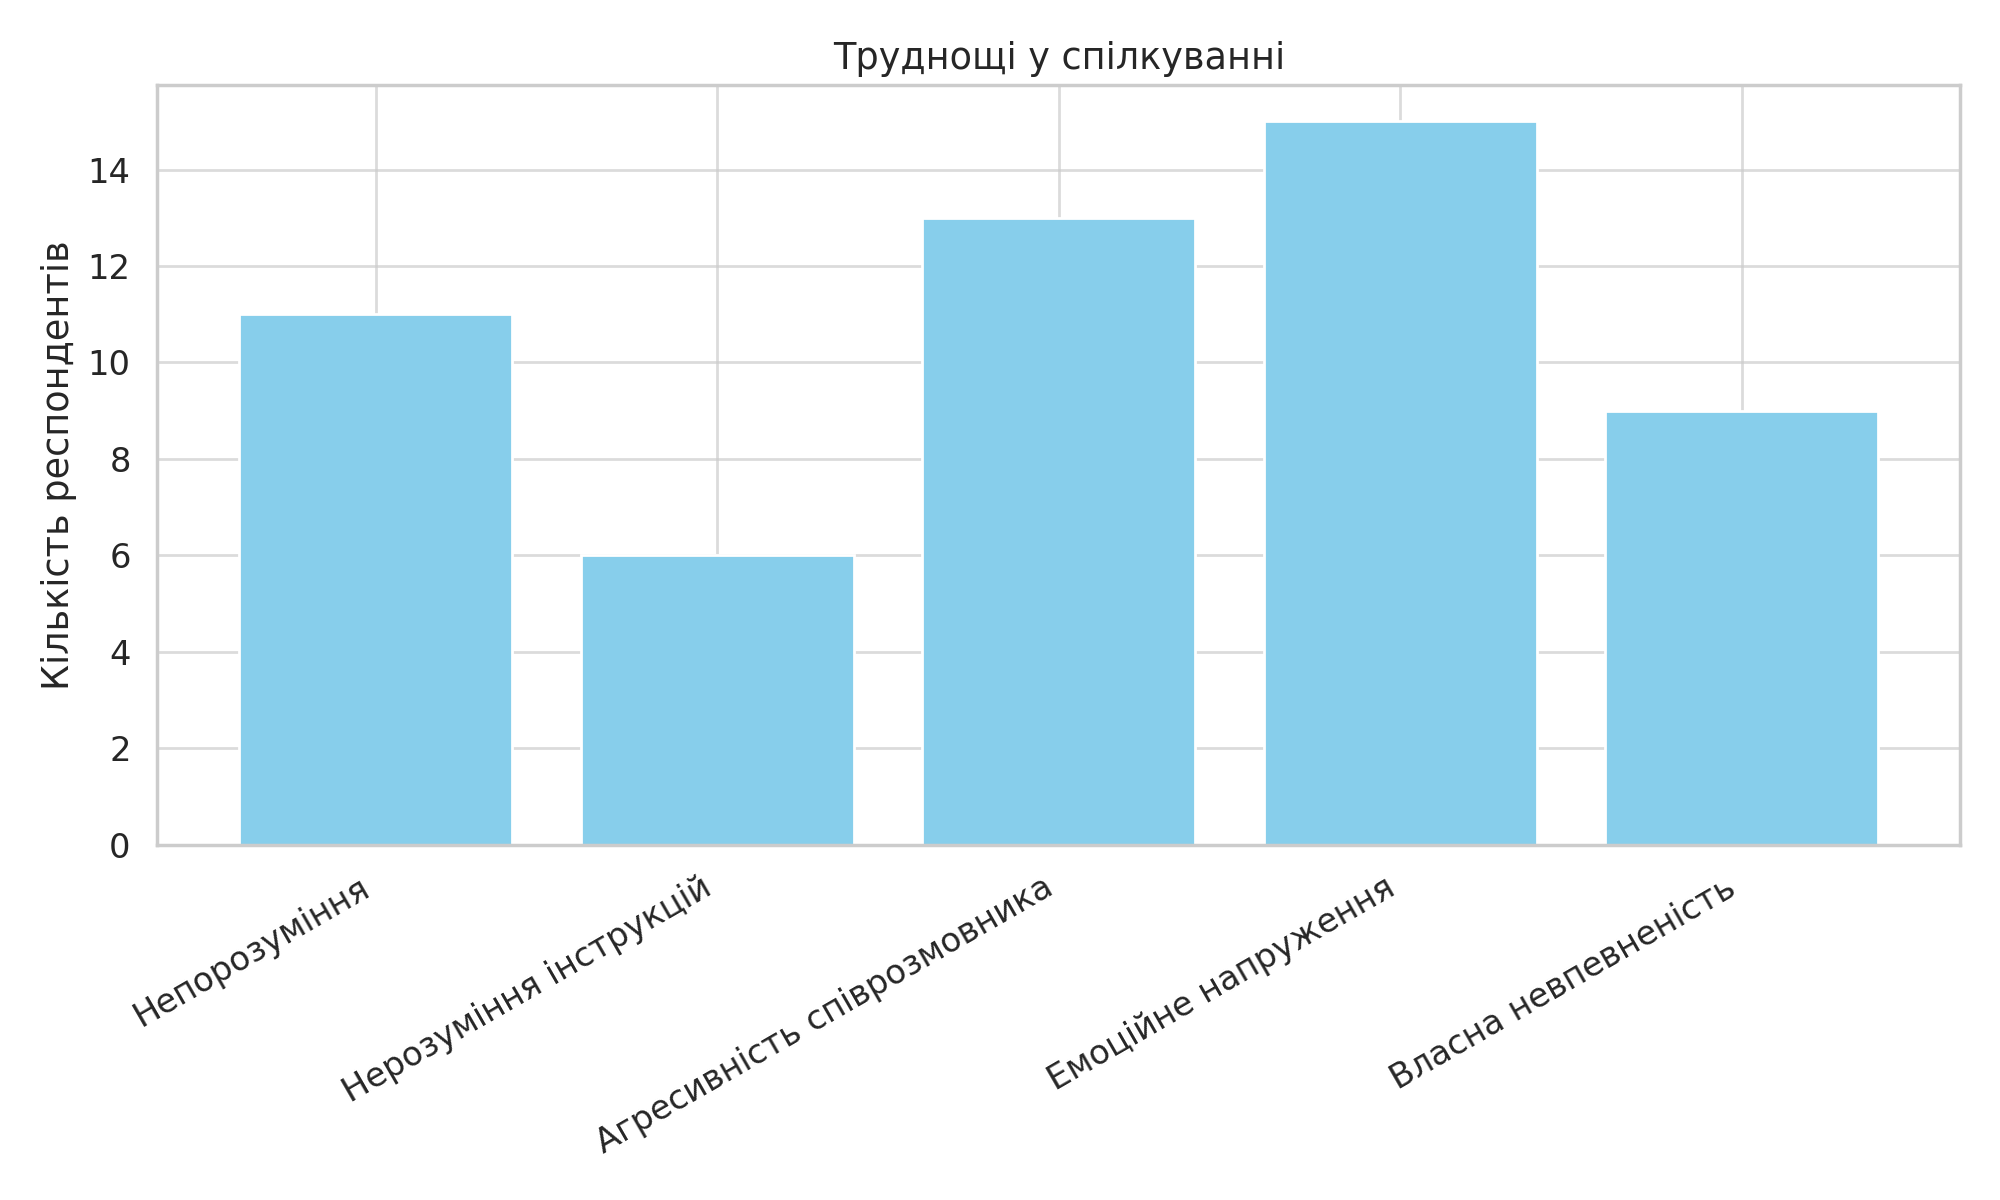 Труднощі у спілкуванні
Кількість респондентів
14
12
10
8
6
4
2
0
Непорозуміння
Нерозуміння інструкцій
Агресивність співрозмовника
Емоційне напруження
Власна невпевненість